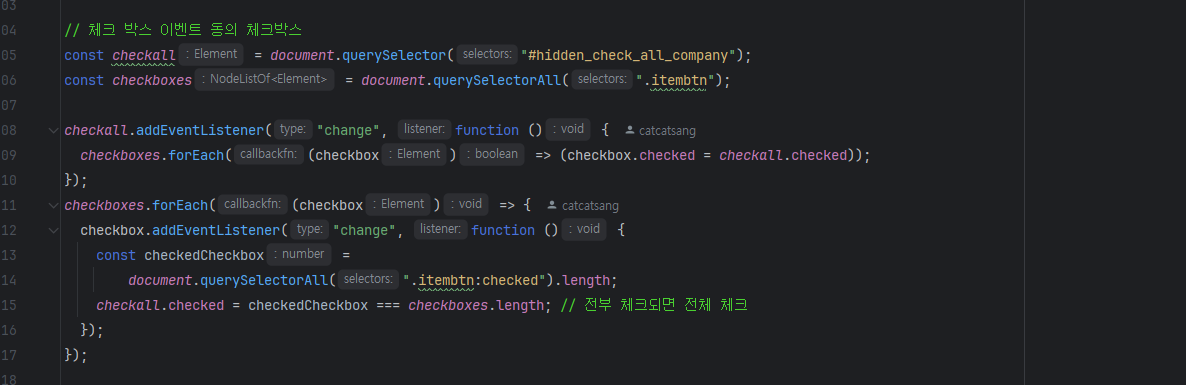 03
04 // 체크 박스 이벤트 동의 체크박스
05 const checkall : Element = document.querySelector( selectors: "#hidden_check_all_company");
06 const checkboxes : NodeListOf<Element> = document.querySelectorAll( selectors: ".itembtn");
07
08 checkall.addEventListener( type: "change", listener: function () : void { catcatsang
09 checkboxes.forEach( callbackfn: (checkbox : Element ) : boolean => (checkbox.checked = checkall.checked));
10 });
11 checkboxes.forEach( callbackfn: (checkbox : Element ) : void => { catcatsang
12 checkbox.addEventListener( type: "change", listener: function () : void {
13 const checkedCheckbox : number =
14 document.querySelectorAll( selectors: ".itembtn:checked").length;
15 checkall.checked = checkedCheckbox === checkboxes.length; // 전부 체크되면 전체 체크
16 });
17 });
18